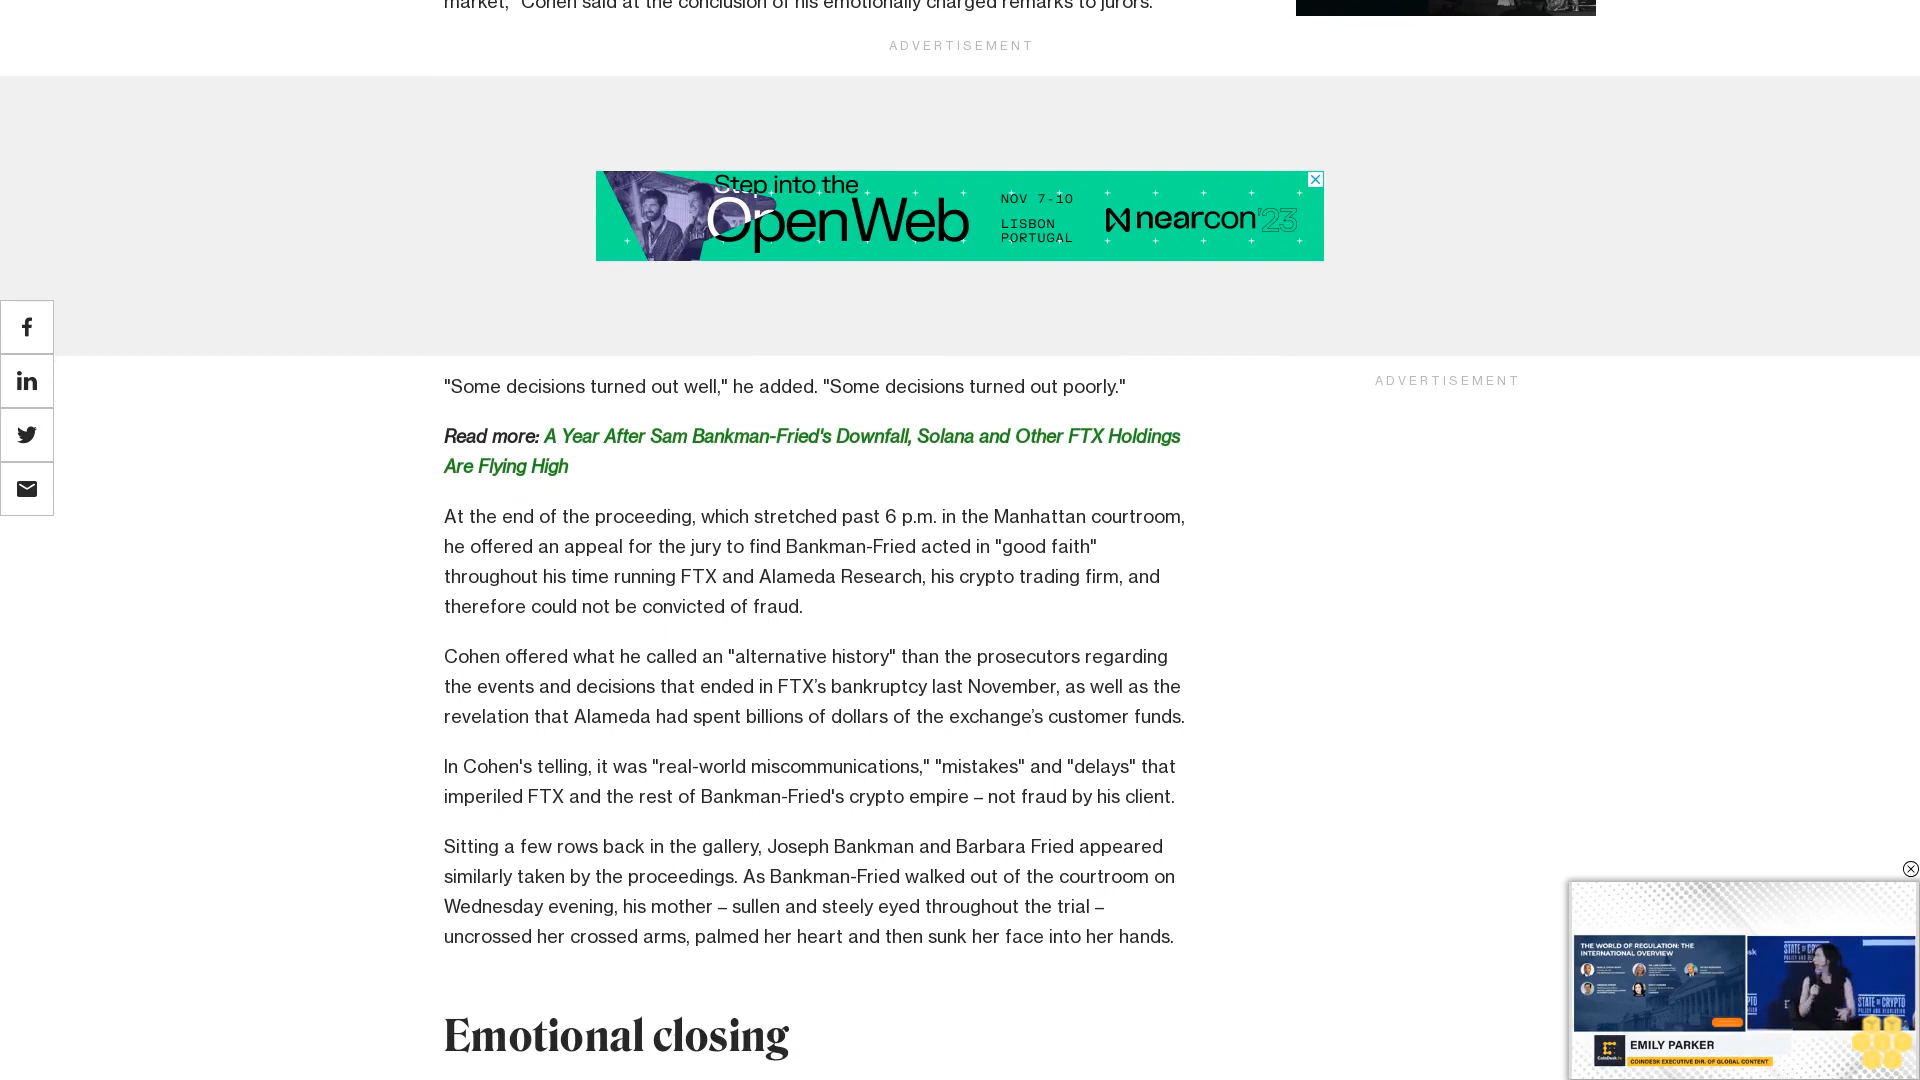 market," Cohen said at the conclusion of his emotionally charged remarks to jurors.
ADVERTISEMENT
Step into the
OpenWeb
NOV 7-10
LISBON
PORTUGAL
nearcon'23
"Some decisions turned out well," he added. "Some decisions turned out poorly."
ADVERTISEMENT
Read more: A Year After Sam Bankman-Fried's Downfall, Solana and Other FTX Holdings
Are Flying High
At the end of the proceeding, which stretched past 6 p.m. in the Manhattan courtroom,
he offered an appeal for the jury to find Bankman-Fried acted in "good faith"
throughout his time running FTX and Alameda Research, his crypto trading firm, and
therefore could not be convicted of fraud.
Cohen offered what he called an "alternative history" than the prosecutors regarding
the events and decisions that ended in FTX’s bankruptcy last November, as well as the
revelation that Alameda had spent billions of dollars of the exchange’s customer funds.
In Cohen's telling, it was "real-world miscommunications," "mistakes" and "delays" that
imperiled FTX and the rest of Bankman-Fried's crypto empire – not fraud by his client.
Sitting a few rows back in the gallery, Joseph Bankman and Barbara Fried appeared
similarly taken by the proceedings. As Bankman-Fried walked out of the courtroom on
Wednesday evening, his mother – sullen and steely eyed throughout the trial –
uncrossed her crossed arms, palmed her heart and then sunk her face into her hands.
Emotional closing
THE WORLD OF REGULATION: THE
INTERNATIONAL OVERVIEW
STATE OF CRYPTO
EMILY PARKER
COINDESK EXECUTIVE DIR. OF GLOBAL CONTENT